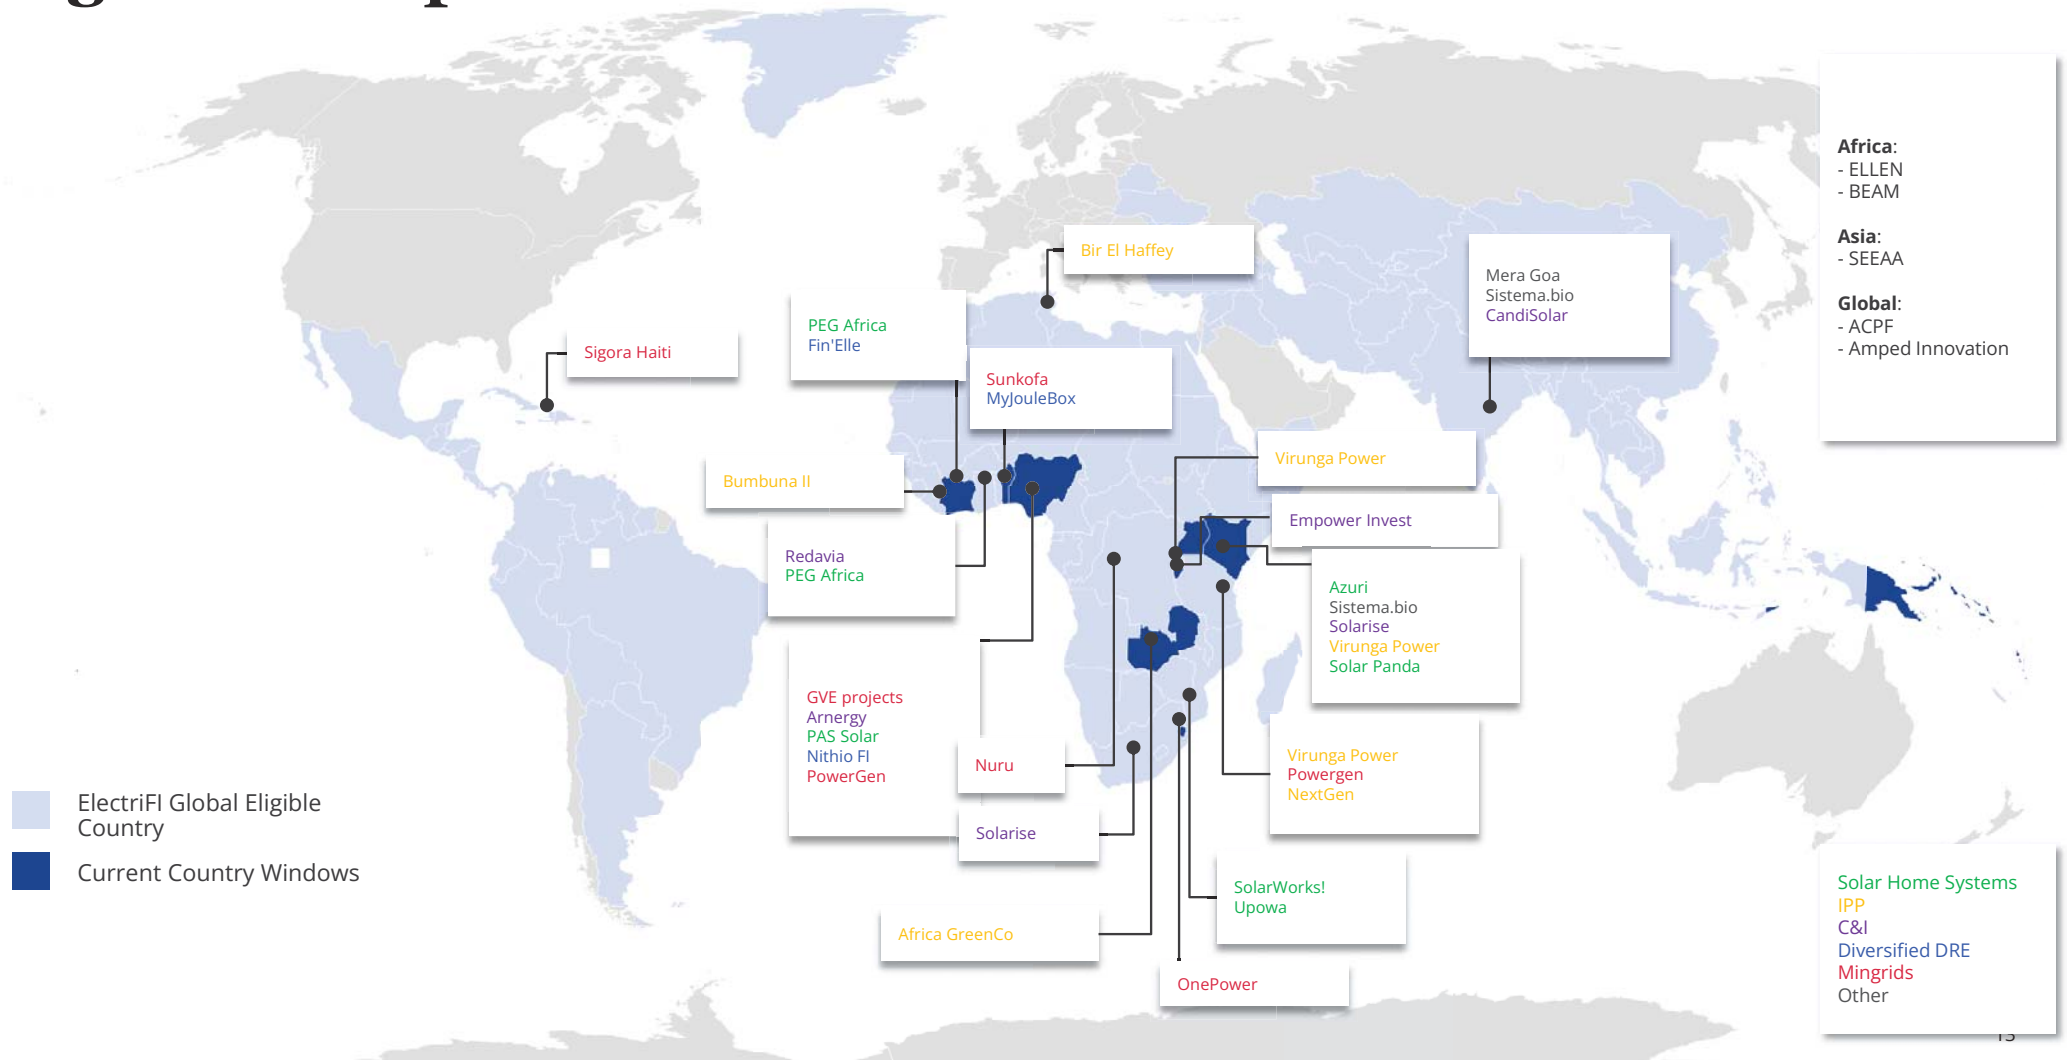 Bir El Haffey
Mera Goa
Sistema.bio
CandiSolar
Africa:
- ELLEN
- BEAM
Asia:
- SEEAA
Global:
- ACPF
- Amped Innovation
PEG Africa
Fin'Elle
Sigora Haiti
Sunkofa
MyJouleBox
Virunga Power
Bumbuna II
Empower Invest
Redavia
PEG Africa
Azuri
Sistema.bio
Solarise
Virunga Power
Solar Panda
GVE projects
Arnergy
PAS Solar
Nithio FI
PowerGen
Nuru
Virunga Power
Powergen
NextGen
Solarise
ElectriFI Global Eligible
Country
Current Country Windows
SolarWorks!
Upowa
Africa GreenCo
OnePower
Solar Home Systems
IPP
C&I
Diversified DRE
Mingrids
Other